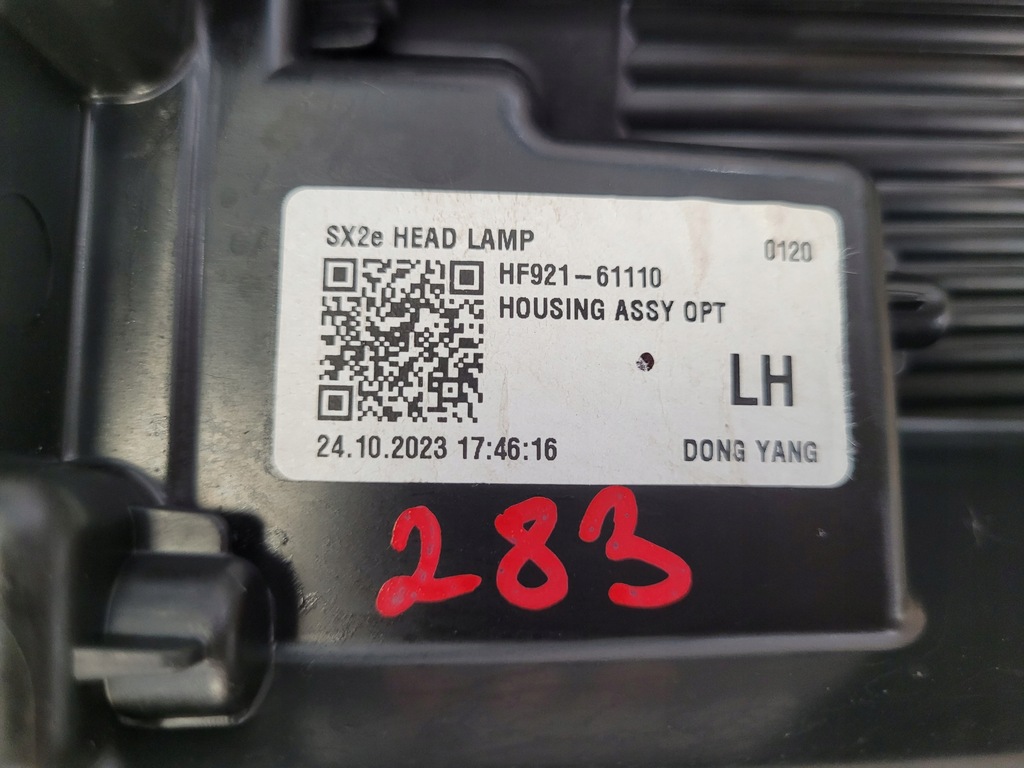 SX2e HEAD LAMP
0120
HF921-61110
HOUSING ASSY OPT
LH
24.10.2023 17:46:16
DONG YANG
283